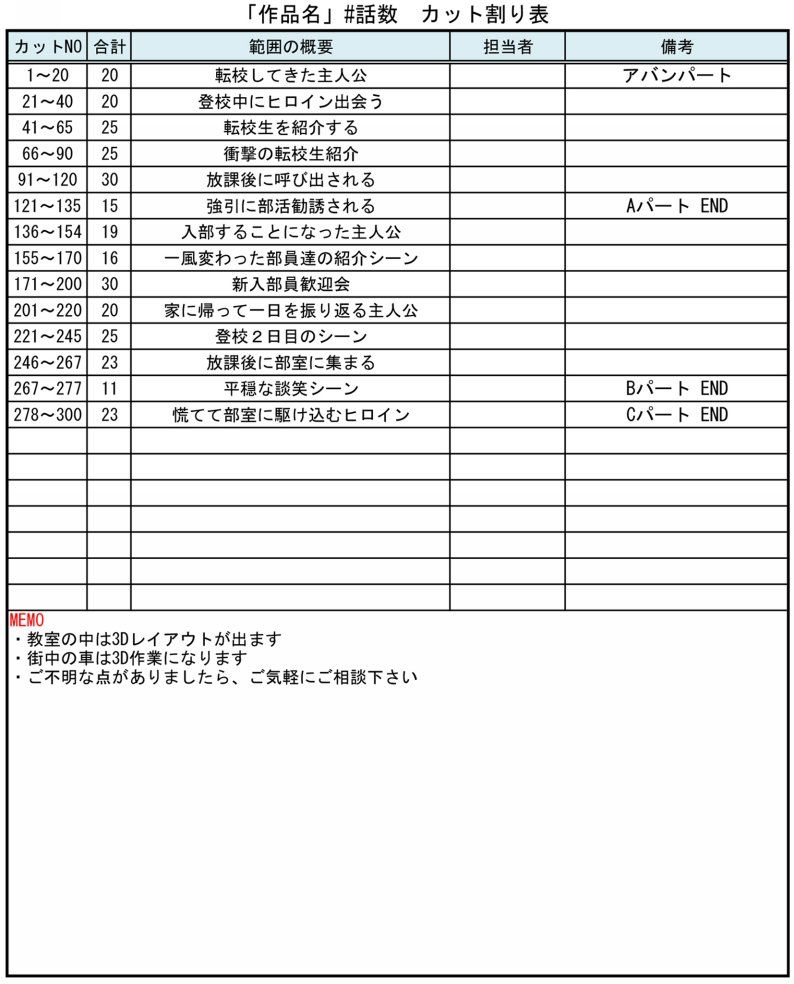 「作品名」#話数　カット割り表
カットNO 合計 範囲の概要 担当者 備考
1～20 20 転校してきた主人公 アバンパート
21～40 20 登校中にヒロイン出会う
41～65 25 転校生を紹介する
66～90 25 衝撃の転校生紹介
91～120 30 放課後に呼び出される
121～135 15 強引に部活勧誘される Aパート END
136～154 19 入部することになった主人公
155～170 16 一風変わった部員達の紹介シーン
171～200 30 新入部員歓迎会
201～220 20 家に帰って一日を振り返る主人公
221～245 25 登校２日目のシーン
246～267 23 放課後に部室に集まる
267～277 11 平穏な談笑シーン Bパート END
278～300 23 慌てて部室に駆け込むヒロイン Cパート END
MEMO
・教室の中は3Dレイアウトが出ます
・街中の車は3D作業になります
・ご不明な点がありましたら、ご気軽にご相談下さい